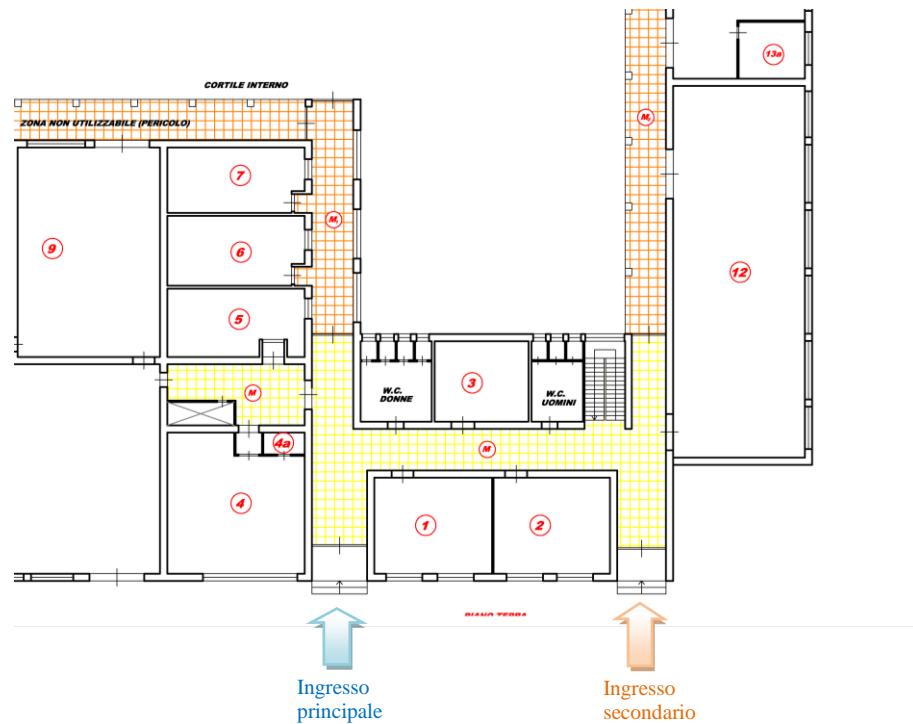 13a
CORTILE INTERNO
M,
ZONA NON UTILIZZABILE (PERICOLO)
7
M,
9
6
12
5
3
W.C.
DONNE
W.C.
UOMINI
M
4a
M
4
1
2
PIANO TERRA
Ingresso
principale
Ingresso
secondario